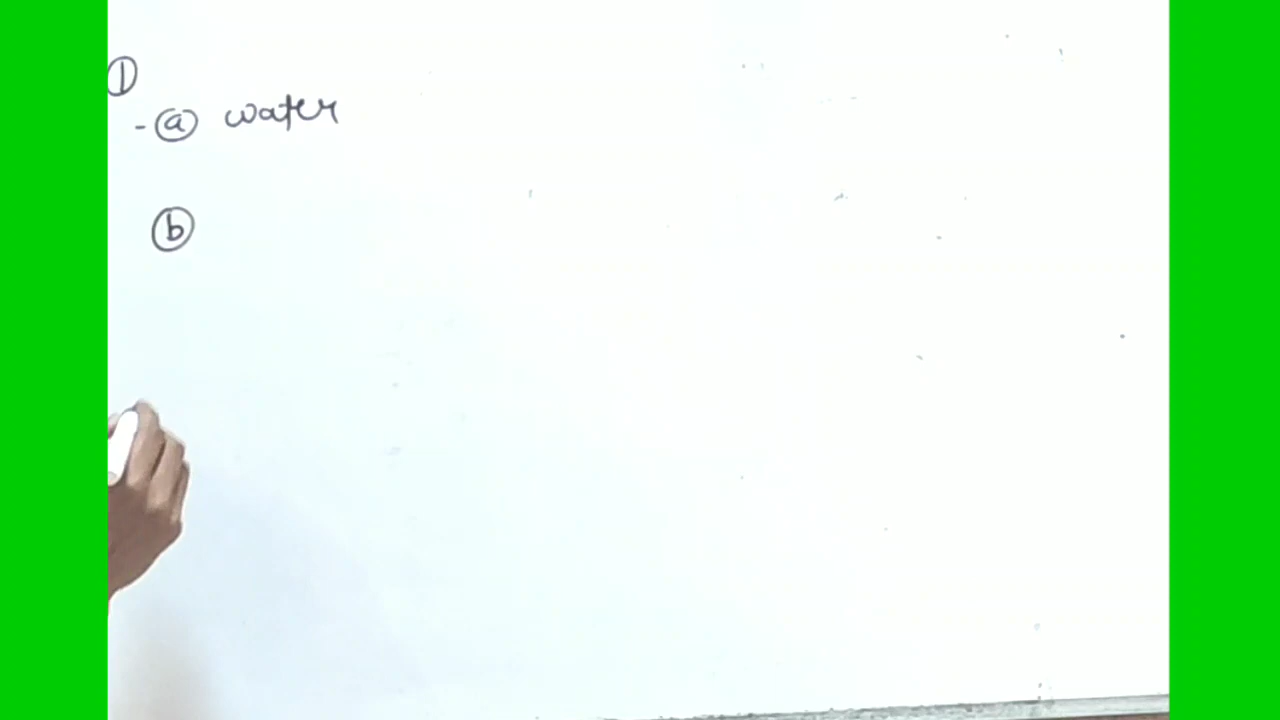 ①
- ⓐ water
ⓑ